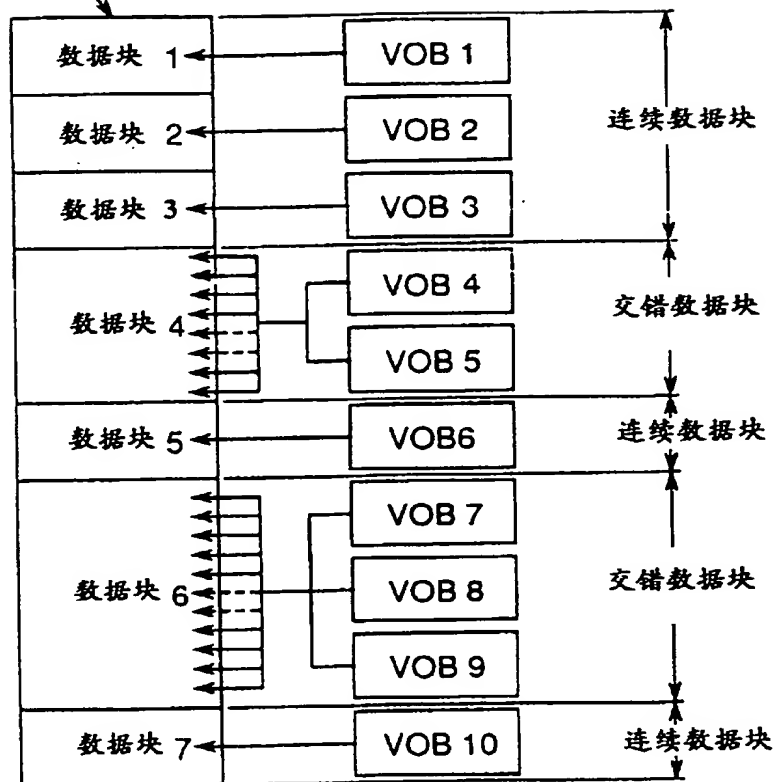 数据块 1
VOB 1
数据块 2
VOB 2
连续数据块
数据块 3
VOB 3
数据块 4
VOB 4
交错数据块
VOB 5
数据块 5
VOB6
连续数据块
数据块 6
VOB 7
VOB 8
交错数据块
VOB 9
数据块 7
VOB 10
连续数据块